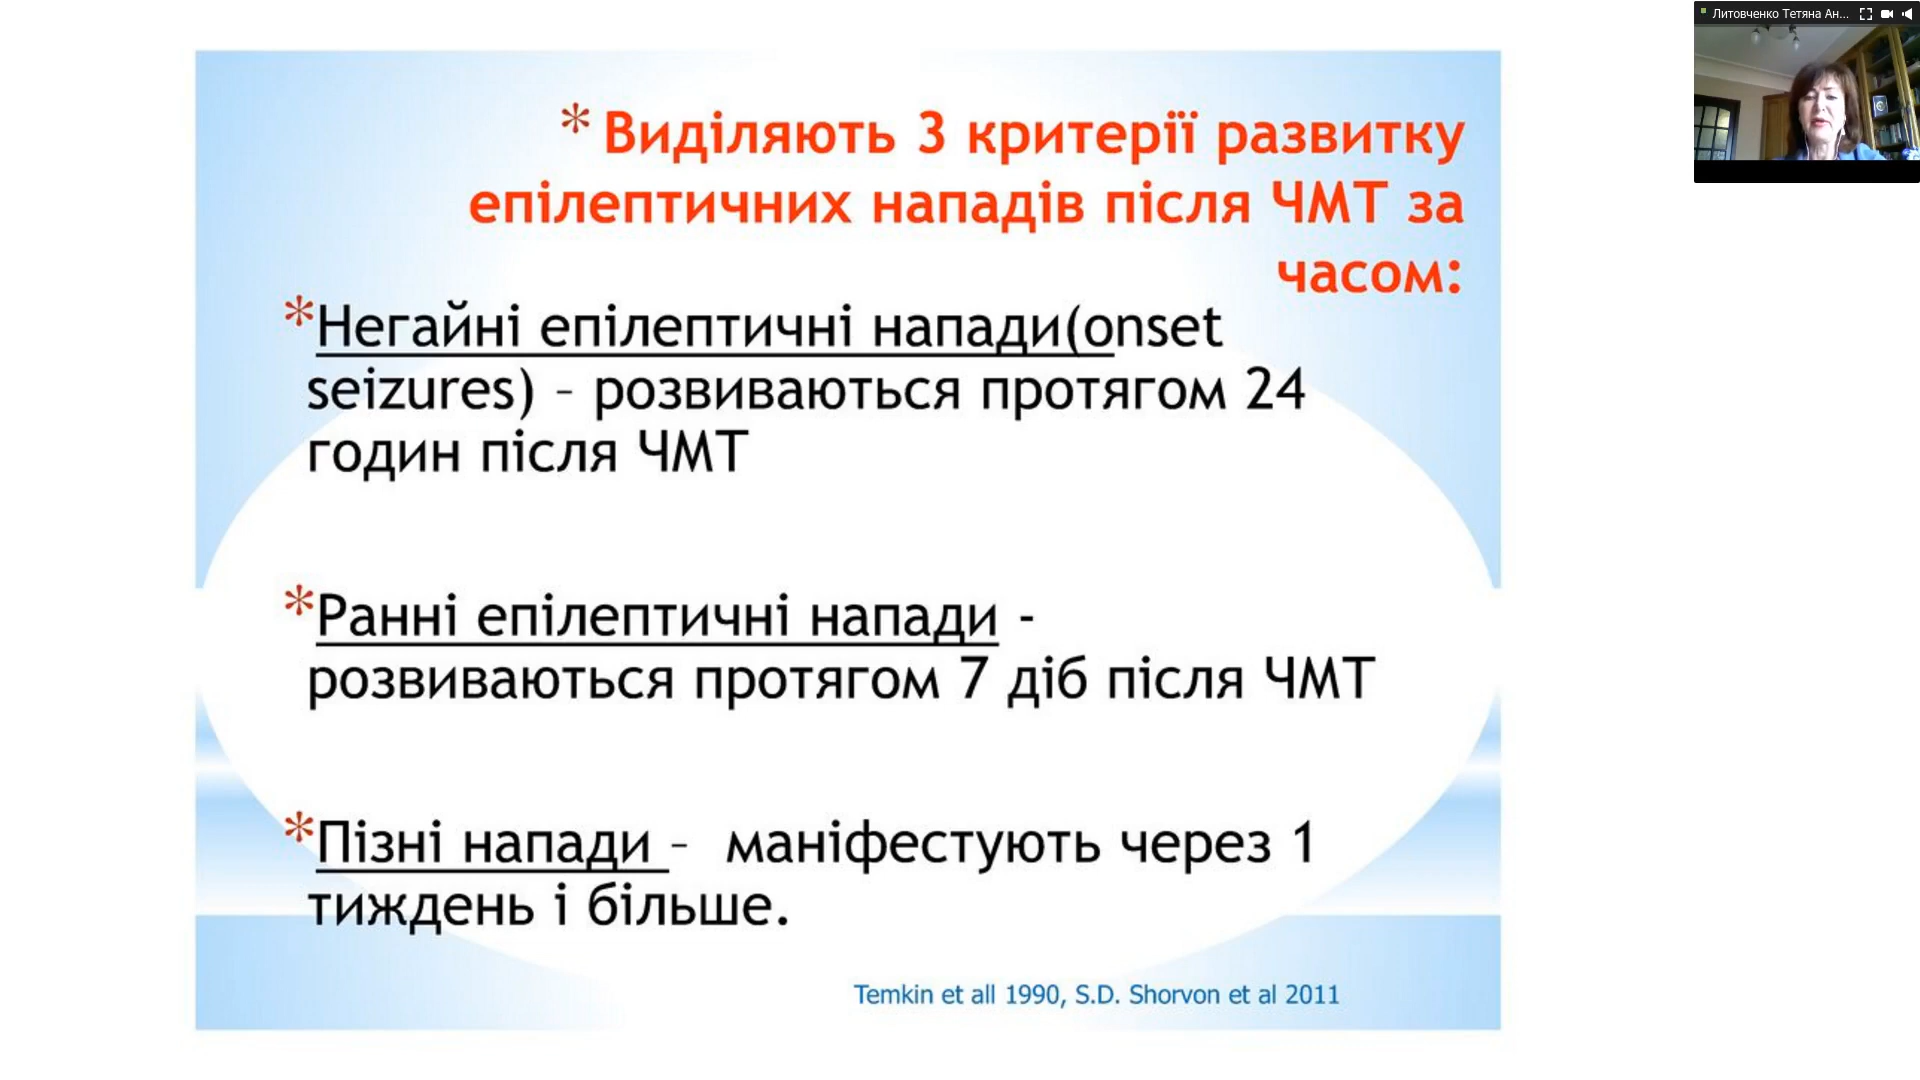 * Виділяють 3 критерії развитку
епілептичних нападів після ЧМТ за
часом:
*Негайні епілептичні напади(onset
seizures) – розвиваються протягом 24
годин після ЧМТ
*Ранні епілептичні напади -
розвиваються протягом 7 діб після ЧМТ
*Пізні напади – маніфестують через 1
тиждень і більше.
Temkin et all 1990, S.D. Shorvon et al 2011
Литовченко Тетяна Ан...